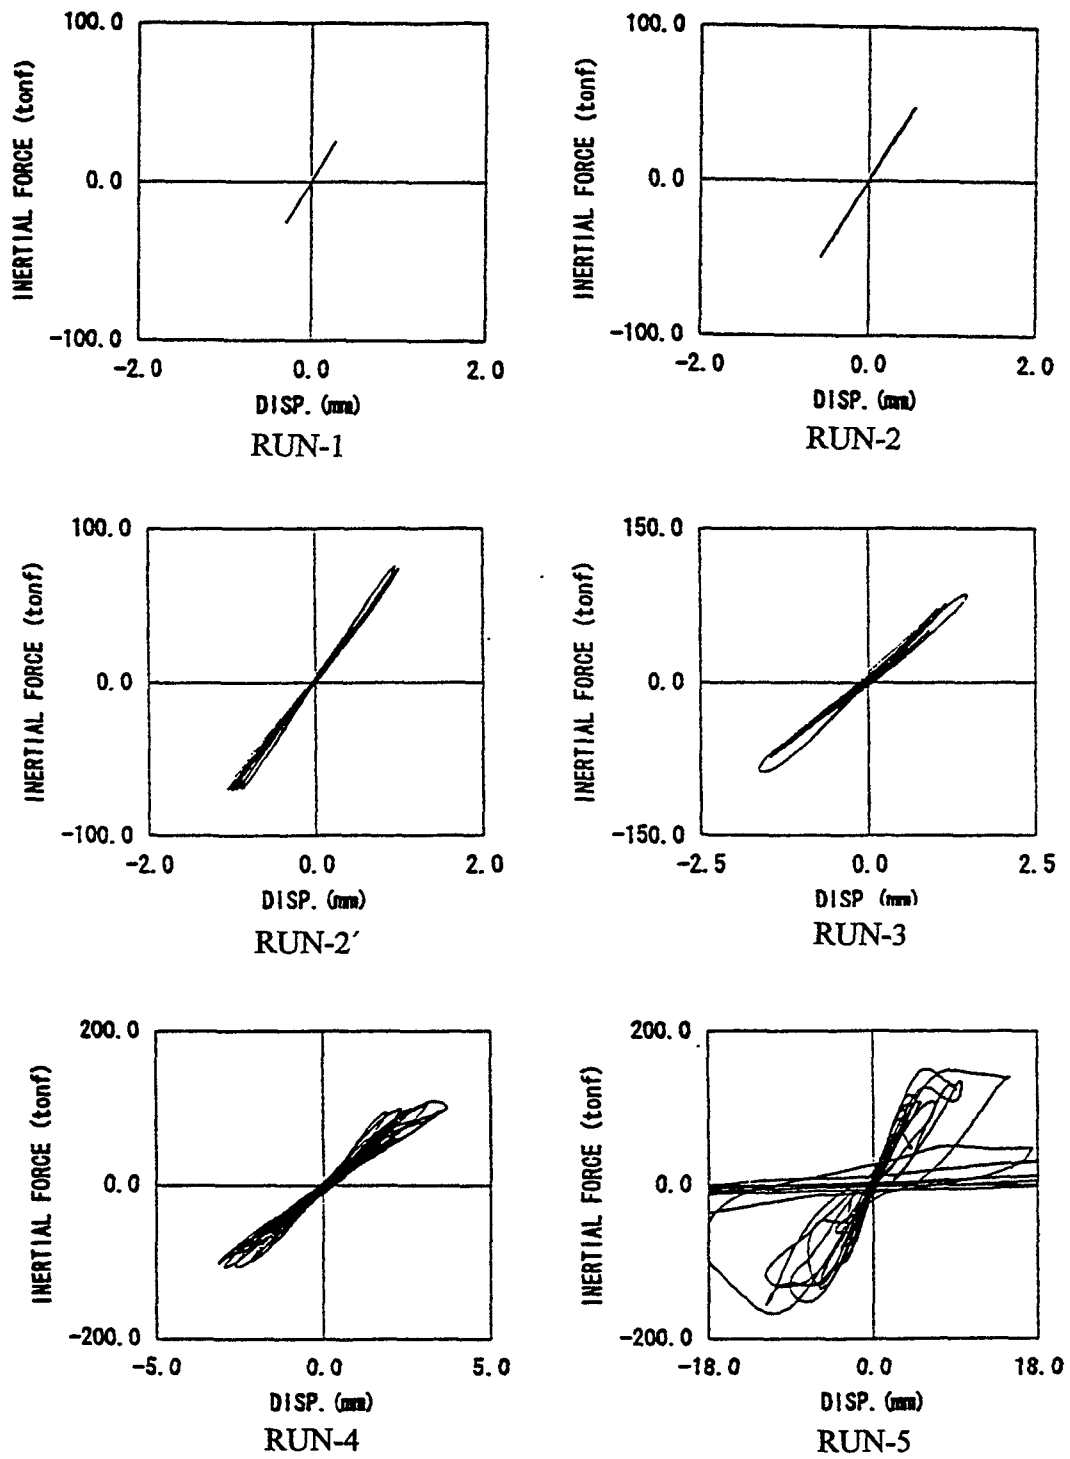 100.0
INERTIAL FORCE (tonf)
0.0
-100.0
-2.0 0.0 2.0
DISP. (mm)
RUN-1
100.0
INERTIAL FORCE (tonf)
0.0
-100.0
-2.0 0.0 2.0
DISP. (mm)
RUN-2
100.0
INERTIAL FORCE (tonf)
0.0
-100.0
-2.0 0.0 2.0
DISP. (mm)
RUN-2′
150.0
INERTIAL FORCE (tonf)
0.0
-150.0
-2.5 0.0 2.5
DISP (mm)
RUN-3
200.0
INERTIAL FORCE (tonf)
0.0
-200.0
-5.0 0.0 5.0
DISP. (mm)
RUN-4
200.0
INERTIAL FORCE (tonf)
0.0
-200.0
-18.0 0.0 18.0
DISP. (mm)
RUN-5